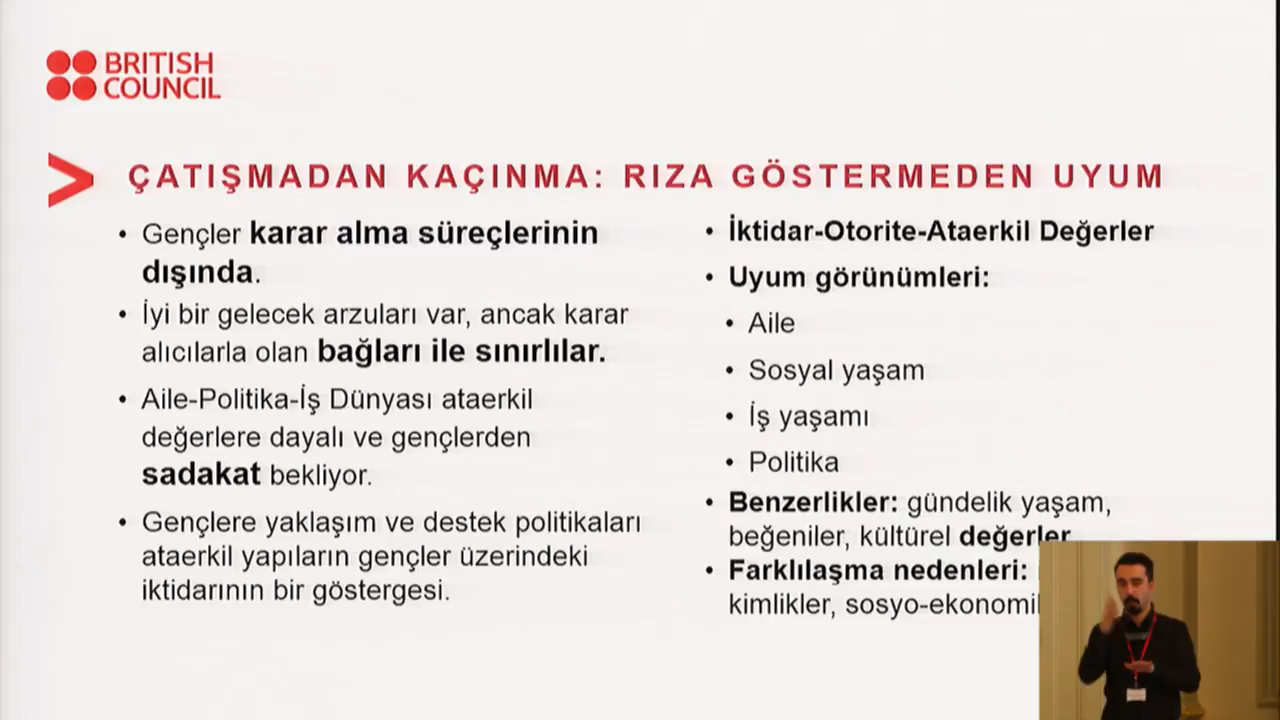 BRITISH
COUNCIL
ÇATIŞMADAN KAÇINMA: RIZA GÖSTERMEDEN UYUM
• Gençler karar alma süreçlerinin
dışında.
• İyi bir gelecek arzuları var, ancak karar
alıcılarla olan bağları ile sınırlılar.
• Aile-Politika-İş Dünyası ataerkil
değerlere dayalı ve gençlerden
sadakat bekliyor.
• Gençlere yaklaşım ve destek politikaları
ataerkil yapıların gençler üzerindeki
iktidarının bir göstergesi.
• İktidar-Otorite-Ataerkil Değerler
• Uyum görünümleri:
• Aile
• Sosyal yaşam
• İş yaşamı
• Politika
• Benzerlikler: gündelik yaşam,
beğeniler, kültürel değerler
• Farklılaşma nedenleri:
kimlikler,